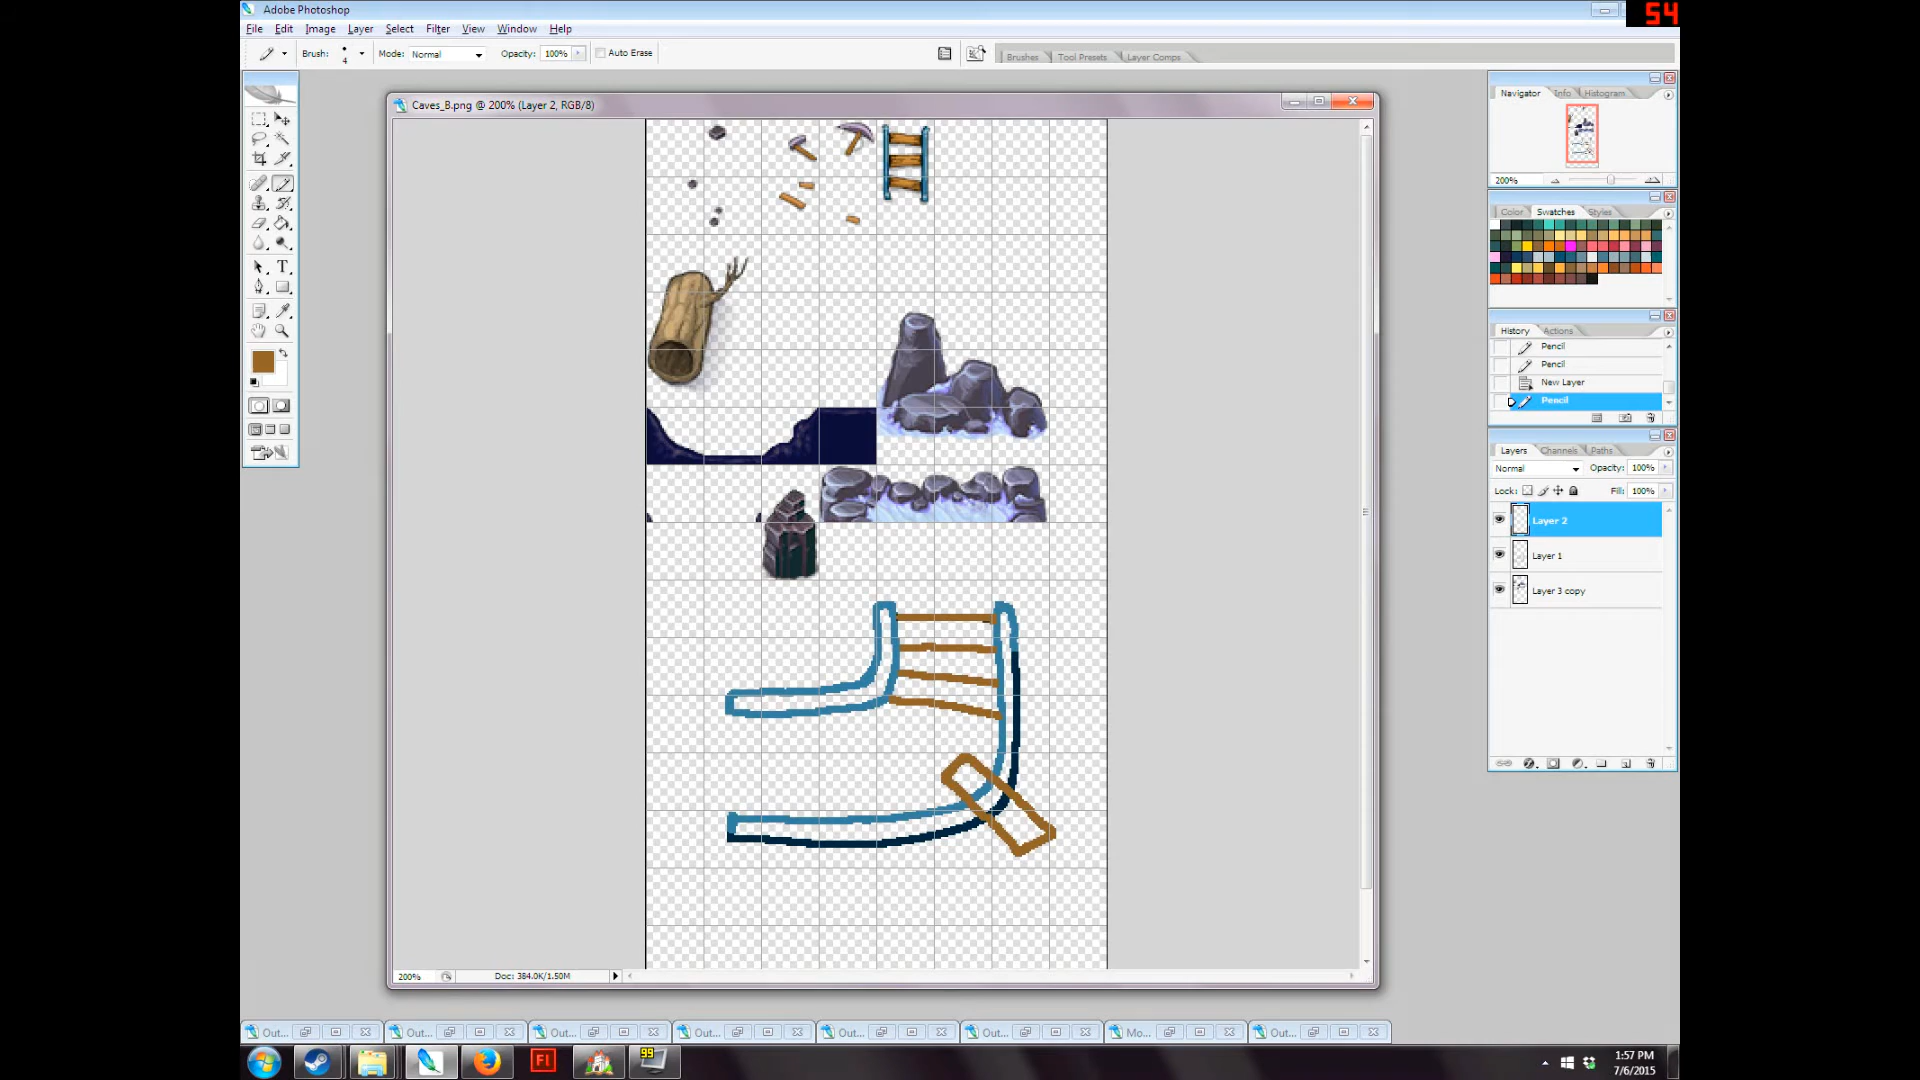 Adobe Photoshop
54
File Edit Image Layer Select Filter View Window Help
Brush: 4 Mode: Normal Opacity: 100% Auto Erase
Brushes Tool Presets Layer Comps
Caves_B.png @ 200% (Layer 2, RGB/8)
Navigator Info Histogram
200%
Color Swatches Styles
History Actions
Pencil
Pencil
New Layer
Pencil
Layers Channels Paths
Normal Opacity: 100%
Lock: Fill: 100%
Layer 2
Layer 1
Layer 3 copy
200% Doc: 384.0K/1.50M
Out... Out... Out... Out... Out... Out... Mo... Out...
Fl 99
1:57 PM
7/6/2015